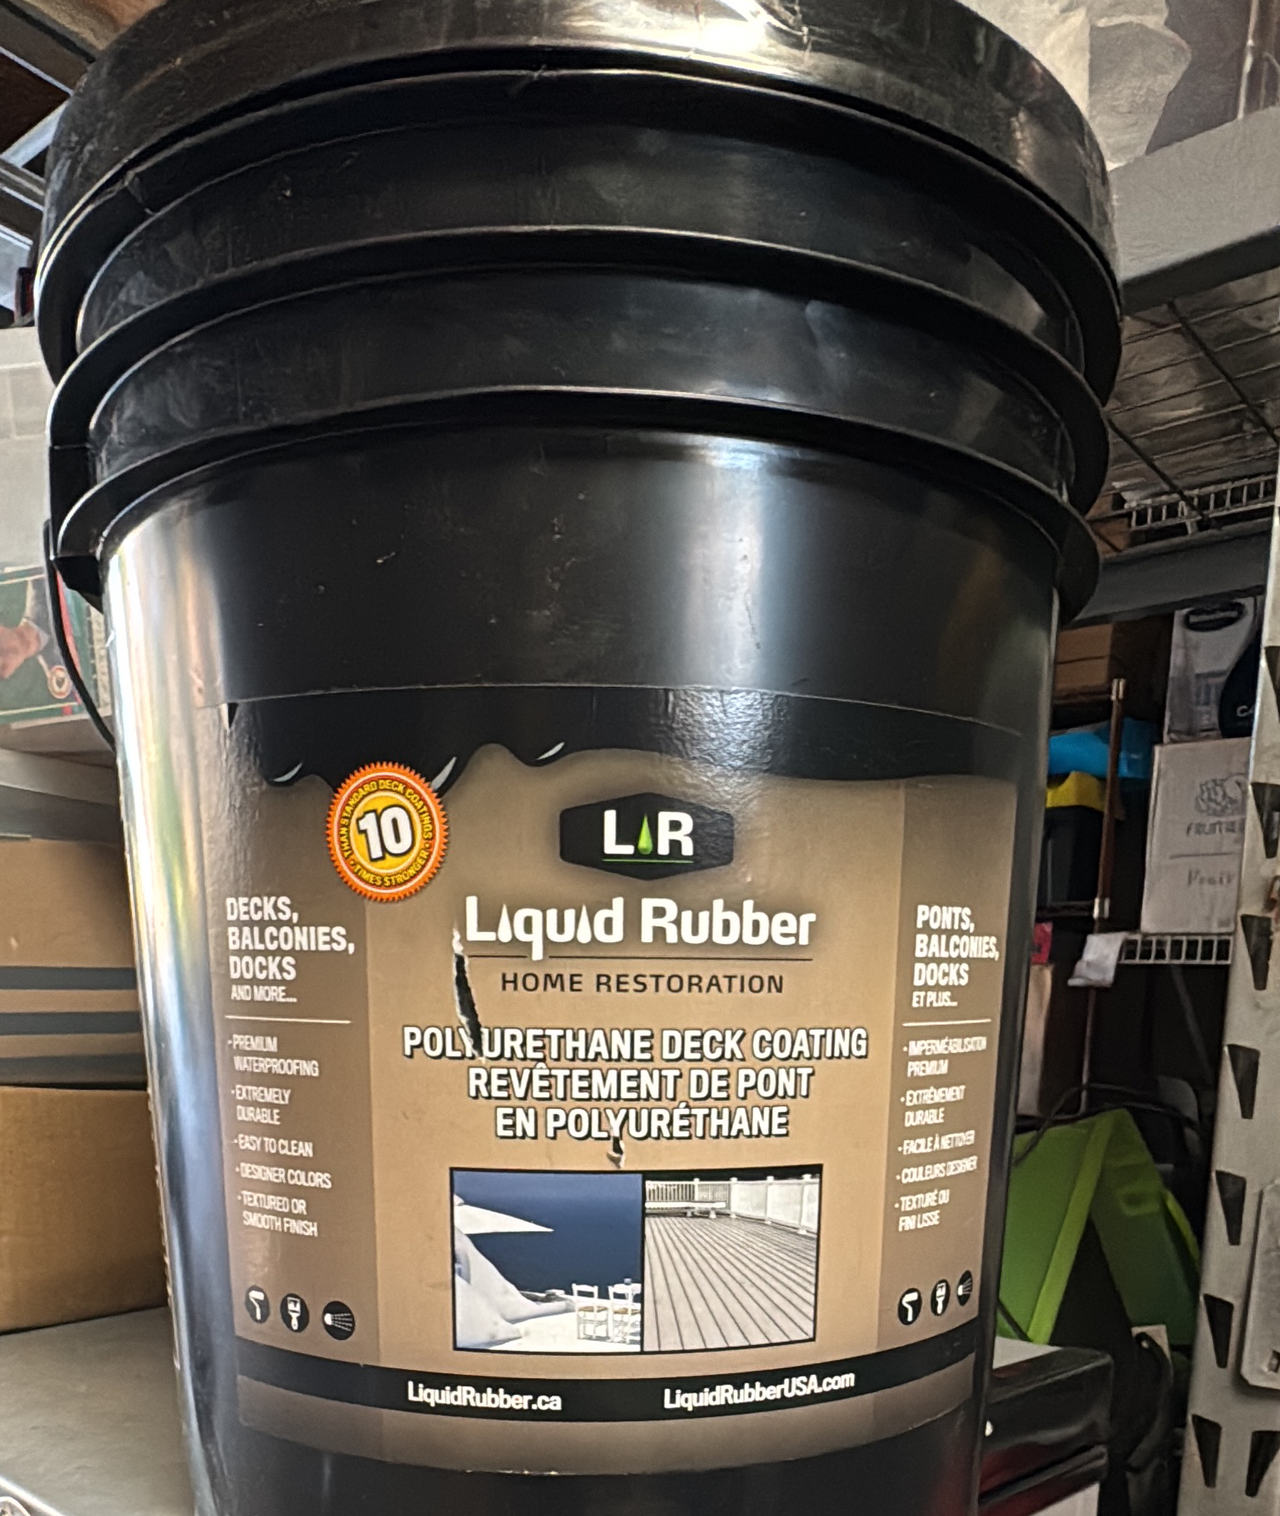 10
THAN STANDARD DECK COATINGS
TIMES STRONGER
L R
Liquid Rubber
HOME RESTORATION
POLYURETHANE DECK COATING
REVÊTEMENT DE PONT
EN POLYURÉTHANE
DECKS,
BALCONIES,
DOCKS
AND MORE...
-PREMIUM
WATERPROOFING
-EXTREMELY
DURABLE
-EASY TO CLEAN
-DESIGNER COLORS
-TEXTURED OR
SMOOTH FINISH
PONTS,
BALCONIES,
DOCKS
ET PLUS...
-IMPERMÉABILISATION
PREMIUM
-EXTRÊMEMENT
DURABLE
-FACILE À NETTOYER
-COULEURS DESIGNER
-TEXTURÉ OU
FINI LISSE
LiquidRubber.ca
LiquidRubberUSA.com